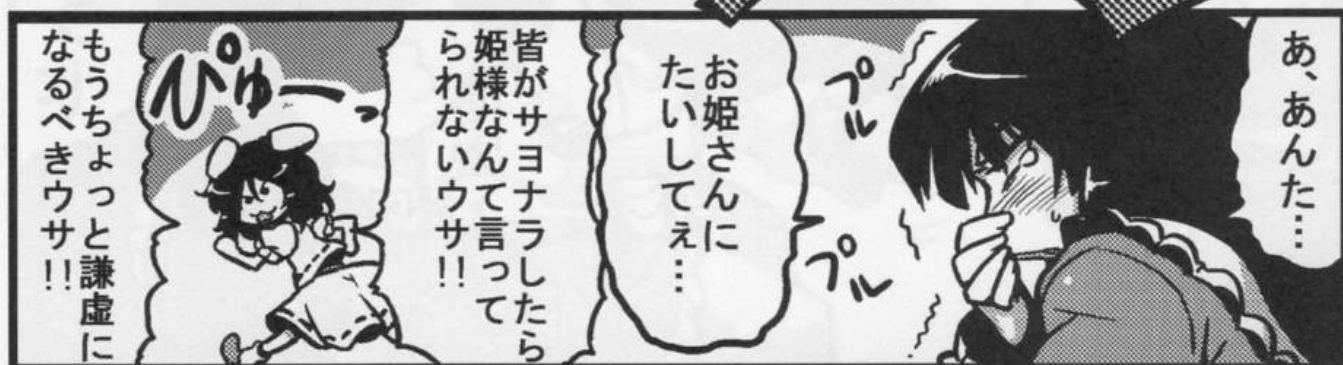 あ、あんた…
プル
プル
お姫さんに
たいしてぇ…
皆がサヨナラしたら
姫様なんて言って
られないウサ!!
ぴゅーっ
もうちょっと謙虚に
なるべきウサ!!